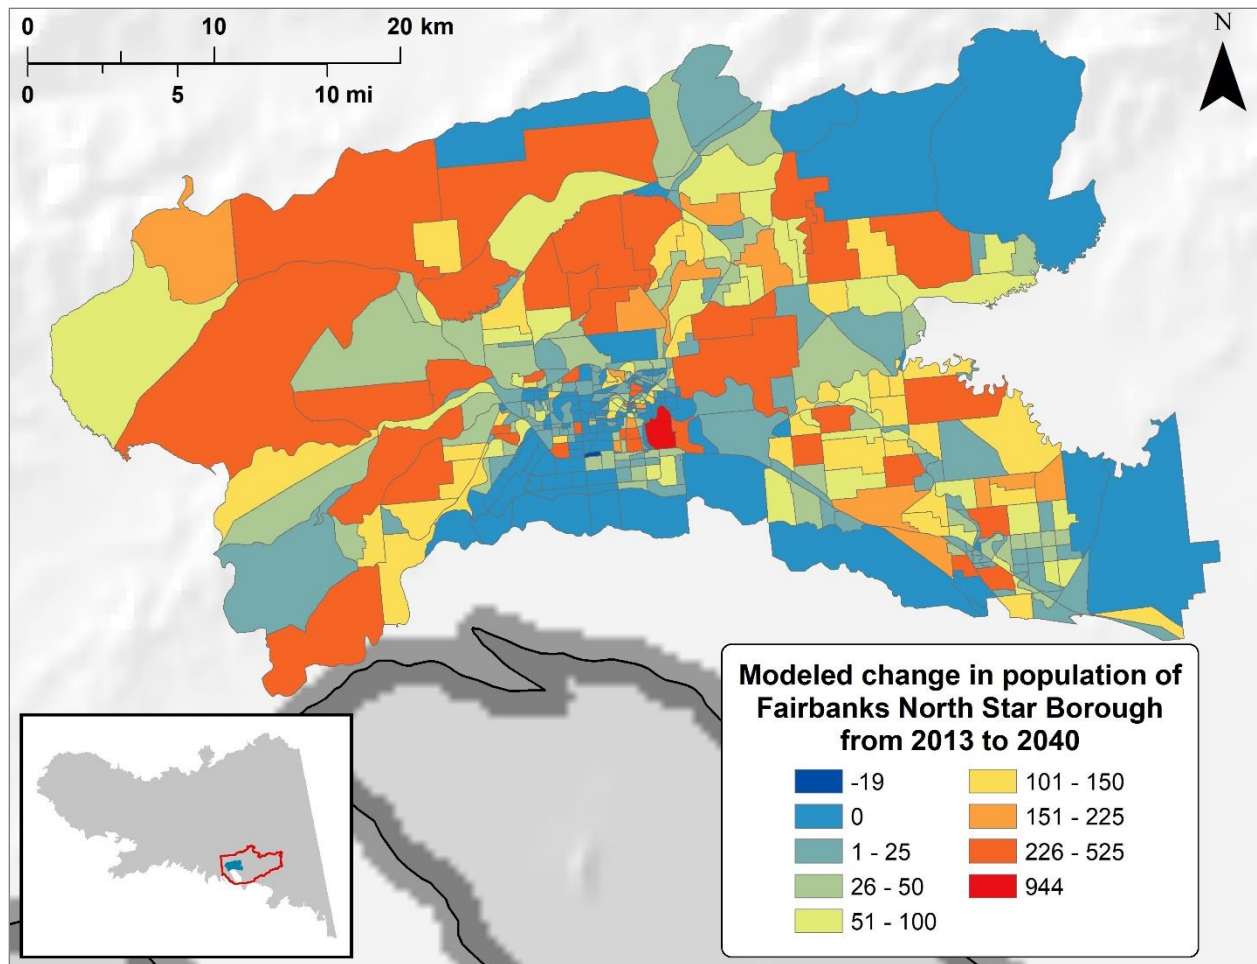 0 10 20 km
0 5 10 mi
N
Modeled change in population of
Fairbanks North Star Borough
from 2013 to 2040
-19
0
1 - 25
26 - 50
51 - 100
101 - 150
151 - 225
226 - 525
944